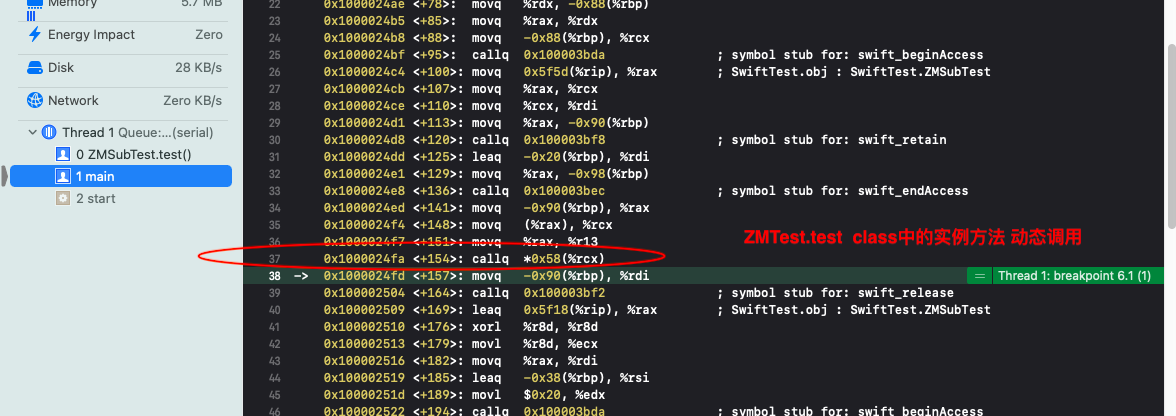 Memory 5.7 MB
Energy Impact Zero
Disk 28 KB/s
Network Zero KB/s
Thread 1 Queue:...(serial)
0 ZMSubTest.test()
1 main
2 start
22 0x1000024ae <+78>: movq %rdx, -0x88(%rbp)
23 0x1000024b5 <+85>: movq %rax, %rdx
24 0x1000024b8 <+88>: movq -0x88(%rbp), %rcx
25 0x1000024bf <+95>: callq 0x100003bda ; symbol stub for: swift_beginAccess
26 0x1000024c4 <+100>: movq 0x5f5d(%rip), %rax ; SwiftTest.obj : SwiftTest.ZMSubTest
27 0x1000024cb <+107>: movq %rax, %rcx
28 0x1000024ce <+110>: movq %rcx, %rdi
29 0x1000024d1 <+113>: movq %rax, -0x90(%rbp)
30 0x1000024d8 <+120>: callq 0x100003bf8 ; symbol stub for: swift_retain
31 0x1000024dd <+125>: leaq -0x20(%rbp), %rdi
32 0x1000024e1 <+129>: movq %rax, -0x98(%rbp)
33 0x1000024e8 <+136>: callq 0x100003bec ; symbol stub for: swift_endAccess
34 0x1000024ed <+141>: movq -0x90(%rbp), %rax
35 0x1000024f4 <+148>: movq (%rax), %rcx
36 0x1000024f7 <+151>: movq %rax, %r13
ZMTest.test class中的实例方法 动态调用
37 0x1000024fa <+154>: callq *0x58(%rcx)
38 -> 0x1000024fd <+157>: movq -0x90(%rbp), %rdi = Thread 1: breakpoint 6.1 (1)
39 0x100002504 <+164>: callq 0x100003bf2 ; symbol stub for: swift_release
40 0x100002509 <+169>: leaq 0x5f18(%rip), %rax ; SwiftTest.obj : SwiftTest.ZMSubTest
41 0x100002510 <+176>: xorl %r8d, %r8d
42 0x100002513 <+179>: movl %r8d, %ecx
43 0x100002516 <+182>: movq %rax, %rdi
44 0x100002519 <+185>: leaq -0x38(%rbp), %rsi
45 0x10000251d <+189>: movl $0x20, %edx
46 0x100002522 <+194>: callq 0x100003bda ; symbol stub for: swift_beginAccess